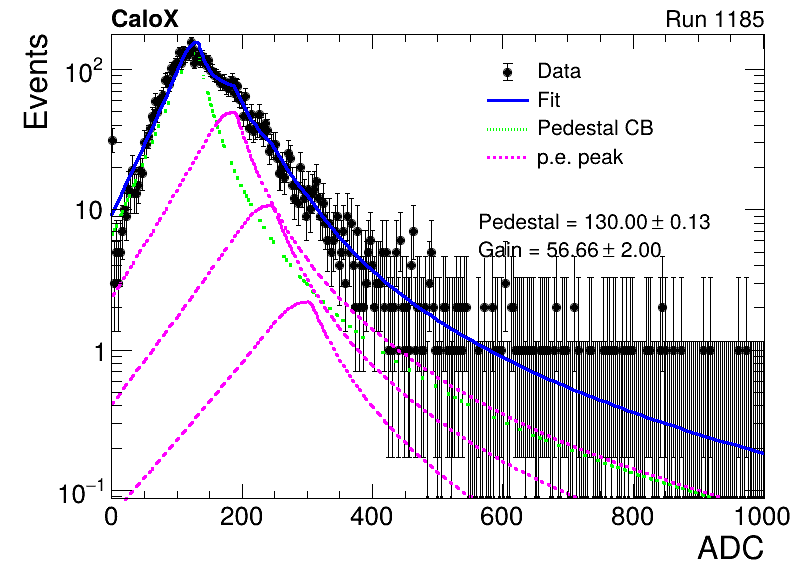 CaloX Run 1185
Events
10²
10
1
10⁻¹
Data
Fit
Pedestal CB
p.e. peak
Pedestal = 130.00 ± 0.13
Gain = 56.66 ± 2.00
0 200 400 600 800 1000
ADC